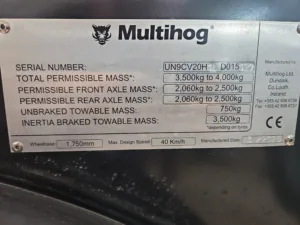 Multihog
SERIAL NUMBER: UN9CV20H D015
TOTAL PERMISSIBLE MASS*: 3,500kg to 4,000kg
PERMISSIBLE FRONT AXLE MASS*: 2,060kg to 2,500kg
PERMISSIBLE REAR AXLE MASS*: 2,060kg to 2,500kg
UNBRAKED TOWABLE MASS: 750kg
INERTIA BRAKED TOWABLE MASS: 3,500kg
Manufactured by
Multihog Ltd,
Dundalk,
Co.Louth,
Ireland
CE
Wheelbase: 1,750mm Max. Design Speed: 40 Km/h Manufactured Date: